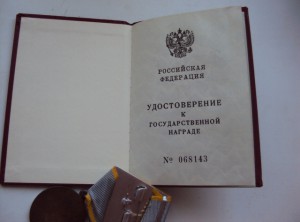 РОССИЙСКАЯ
ФЕДЕРАЦИЯ
УДОСТОВЕРЕНИЕ
К
ГОСУДАРСТВЕННОЙ
НАГРАДЕ
№ 068143